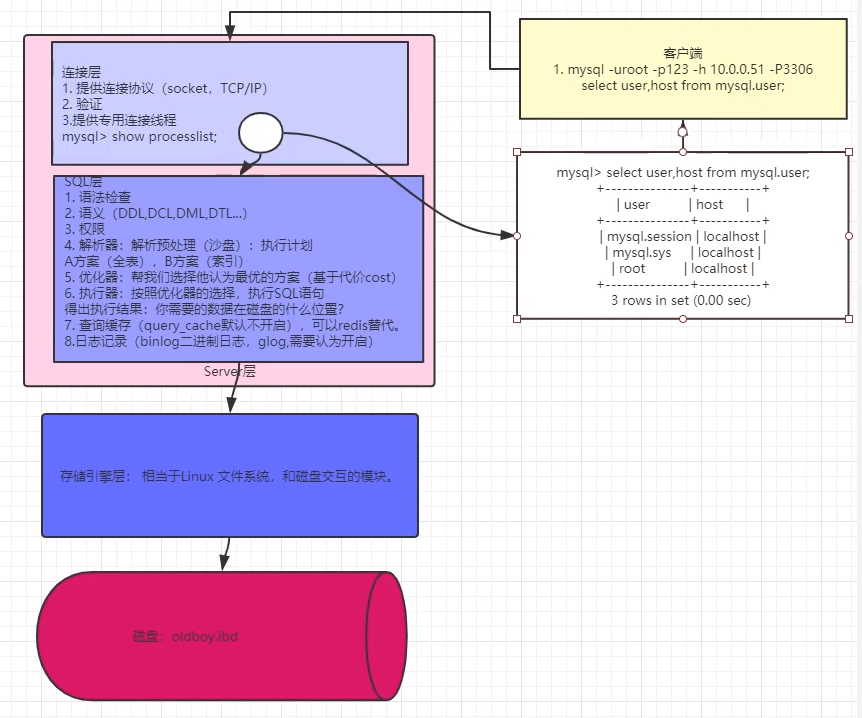 客户端
1. mysql -uroot -p123 -h 10.0.0.51 -P3306
select user,host from mysql.user;
连接层
1. 提供连接协议（socket，TCP/IP）
2. 验证
3.提供专用连接线程
mysql> show processlist;
SQL层
1. 语法检查
2. 语义（DDL,DCL,DML,DTL...）
3. 权限
4. 解析器：解析预处理（沙盘）：执行计划
A方案（全表），B方案（索引）
5. 优化器：帮我们选择他认为最优的方案（基于代价cost）
6. 执行器：按照优化器的选择，执行SQL语句
得出执行结果：你需要的数据在磁盘的什么位置？
7. 查询缓存（query_cache默认不开启），可以redis替代。
8.日志记录（binlog二进制日志，glog,需要认为开启）
Server层
mysql> select user,host from mysql.user;
+---------------+-----------+
| user | host |
+---------------+-----------+
| mysql.session | localhost |
| mysql.sys | localhost |
| root | localhost |
+---------------+-----------+
3 rows in set (0.00 sec)
存储引擎层： 相当于Linux 文件系统，和磁盘交互的模块。
磁盘：oldboy.ibd